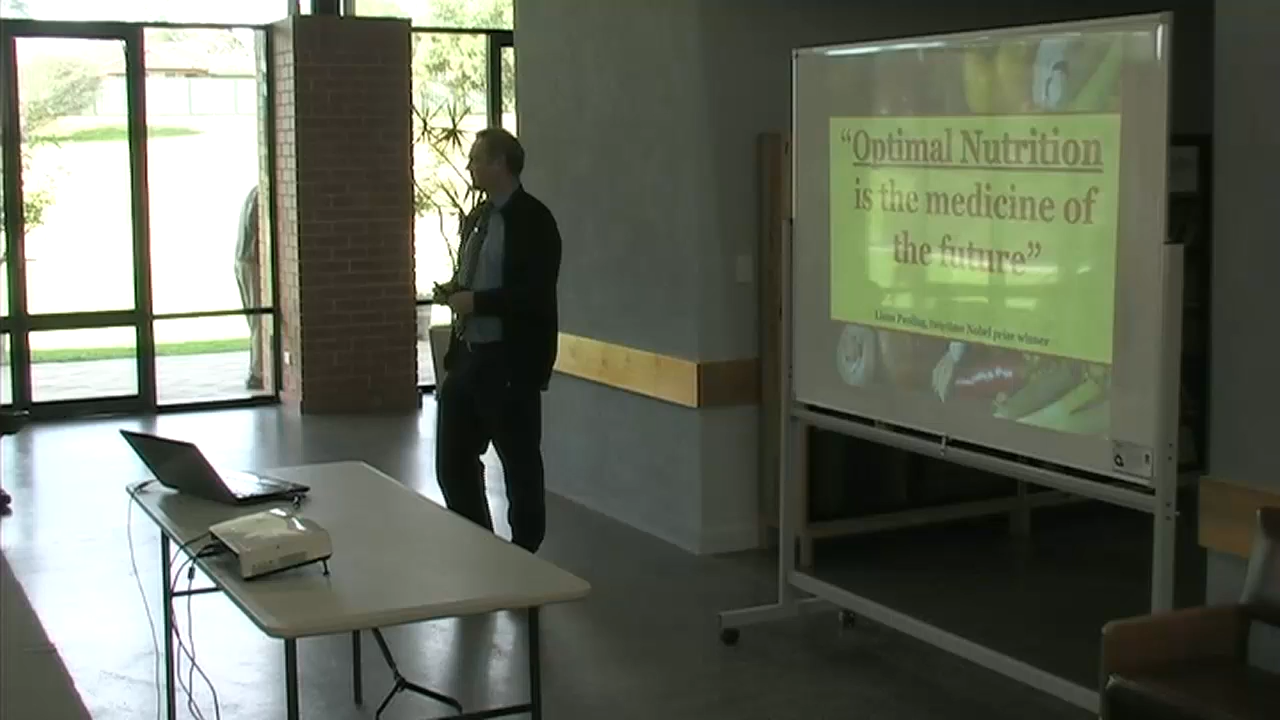 “Optimal Nutrition
is the medicine of
the future”
Linus Pauling, two-time Nobel prize winner